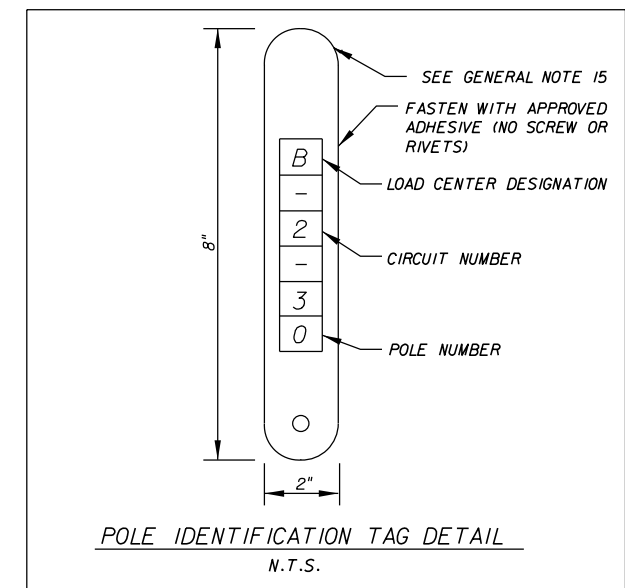 SEE GENERAL NOTE 15
FASTEN WITH APPROVED
ADHESIVE (NO SCREW OR
RIVETS)
B
LOAD CENTER DESIGNATION
-
2
8"
CIRCUIT NUMBER
-
3
0
POLE NUMBER
2"
POLE IDENTIFICATION TAG DETAIL
N.T.S.